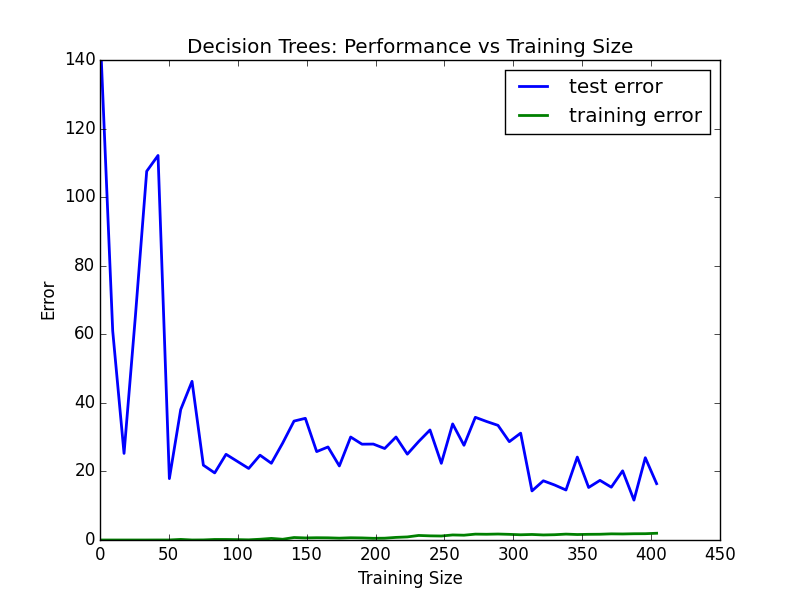 Decision Trees: Performance vs Training Size
140
120
100
80
60
40
20
0
Error
test error
training error
0 50 100 150 200 250 300 350 400 450
Training Size